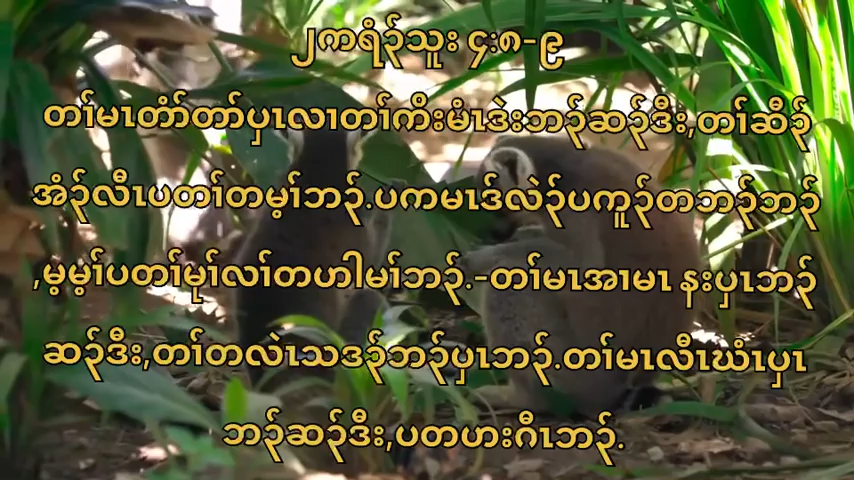 ၂ကရံၣ်သူး ၄:၈-၉
တၢ်မၤတံာ်တာ်ပှၤလၢတၢ်ကိးမံၤဒဲးဘၣ်ဆၣ်ဒီး,တၢ်ဆီၣ်
အံၣ်လီၤပတၢ်တမ့ၢ်ဘၣ်.ပကမၤဒ်လဲၣ်ပကူၣ်တဘၣ်ဘၣ်
,မ့မ့ၢ်ပတၢ်မုၢ်လၢ်တဟါမၢ်ဘၣ်.-တၢ်မၤအၢမၤ နးပှၤဘၣ်
ဆၣ်ဒီး,တၢ်တလဲၤသဒၣ်ဘၣ်ပှၤဘၣ်.တၢ်မၤလီၤဃံၤပှၤ
ဘၣ်ဆၣ်ဒီး,ပတဟးဂီၤဘၣ်.